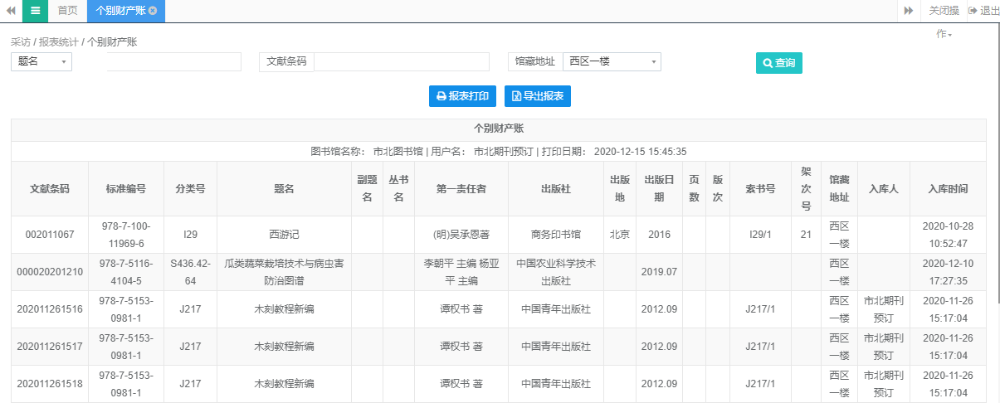 首页 个别财产账 关闭操作 退出
采访 / 报表统计 / 个别财产账
题名 文献条码 馆藏地址 西区一楼 查询
报表打印 导出报表
个别财产账
图书馆名称: 市北图书馆 | 用户名: 市北期刊预订 | 打印日期: 2020-12-15 15:45:35
文献条码 标准编号 分类号 题名 副题名 丛书名 第一责任者 出版社 出版地 出版日期 页数 版次 索书号 架次号 馆藏地址 入库人 入库时间
002011067 978-7-100-11969-6 I29 西游记 (明)吴承恩著 商务印书馆 北京 2016 I29/1 21 西区一楼 2020-10-28 10:52:47
000020201210 978-7-5116-4104-5 S436.42-64 瓜类蔬菜栽培技术与病虫害防治图谱 李朝平 主编 杨亚平 主编 中国农业科学技术出版社 2019.07 西区一楼 2020-12-10 17:27:35
202011261516 978-7-5153-0981-1 J217 木刻教程新编 谭权书 著 中国青年出版社 2012.09 J217/1 西区一楼 市北期刊预订 2020-11-26 15:17:04
202011261517 978-7-5153-0981-1 J217 木刻教程新编 谭权书 著 中国青年出版社 2012.09 J217/1 西区一楼 市北期刊预订 2020-11-26 15:17:04
202011261518 978-7-5153-0981-1 J217 木刻教程新编 谭权书 著 中国青年出版社 2012.09 J217/1 西区一楼 市北期刊预订 2020-11-26 15:17:04